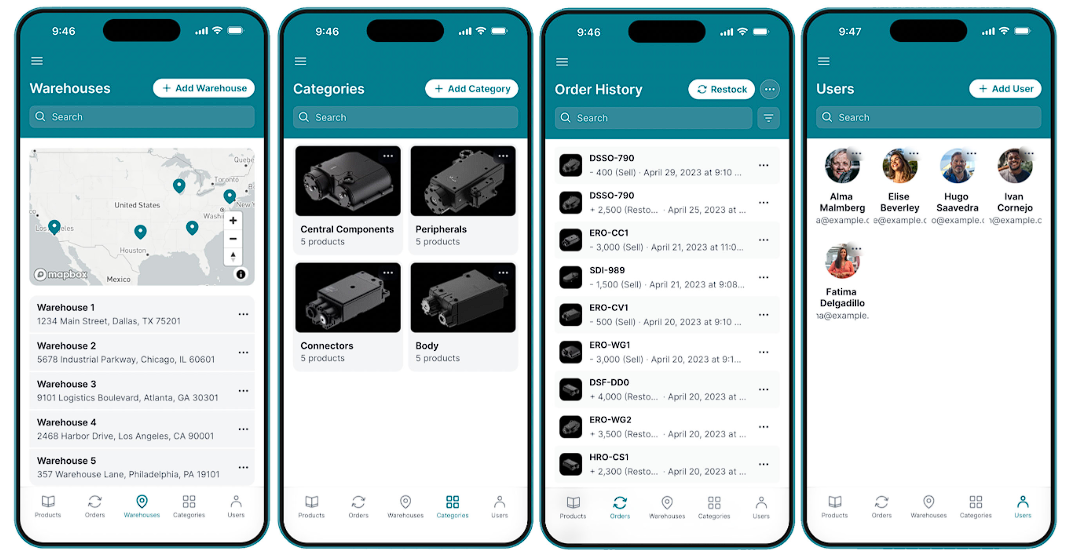 9:46
Warehouses
+ Add Warehouse
Search
Toronto
United States
Houston
Mexico
mapbox
Warehouse 1
1234 Main Street, Dallas, TX 75201
Warehouse 2
5678 Industrial Parkway, Chicago, IL 60601
Warehouse 3
9101 Logistics Boulevard, Atlanta, GA 30301
Warehouse 4
2468 Harbor Drive, Los Angeles, CA 90001
Warehouse 5
357 Warehouse Lane, Philadelphia, PA 19101
Products Orders Warehouses Categories Users
9:46
Categories
+ Add Category
Search
Central Components
5 products
Peripherals
5 products
Connectors
5 products
Body
5 products
Products Orders Warehouses Categories Users
9:46
Order History
Restock
Search
DSSO-790
- 400 (Sell) · April 29, 2023 at 9:10 ...
DSSO-790
+ 2,500 (Resto... · April 25, 2023 at ...
ERO-CC1
- 3,000 (Sell) · April 21, 2023 at 11:0...
SDI-989
- 1,500 (Sell) · April 21, 2023 at 9:08...
ERO-CV1
- 500 (Sell) · April 20, 2023 at 9:10 ...
ERO-WG1
- 3,000 (Sell) · April 20, 2023 at 9:1...
DSF-DD0
+ 4,000 (Resto... · April 20, 2023 at ...
ERO-WG2
+ 3,500 (Resto... · April 20, 2023 at ...
HRO-CS1
+ 2,300 (Resto... · April 20, 2023 at ...
Products Orders Warehouses Categories Users
9:47
Users
+ Add User
Search
Alma
Malmberg
a@example.c
Elise
Beverley
e@example.c
Hugo
Saavedra
o@example.c
Ivan
Cornejo
@example.c
Fatima
Delgadillo
a@example.
Products Orders Warehouses Categories Users